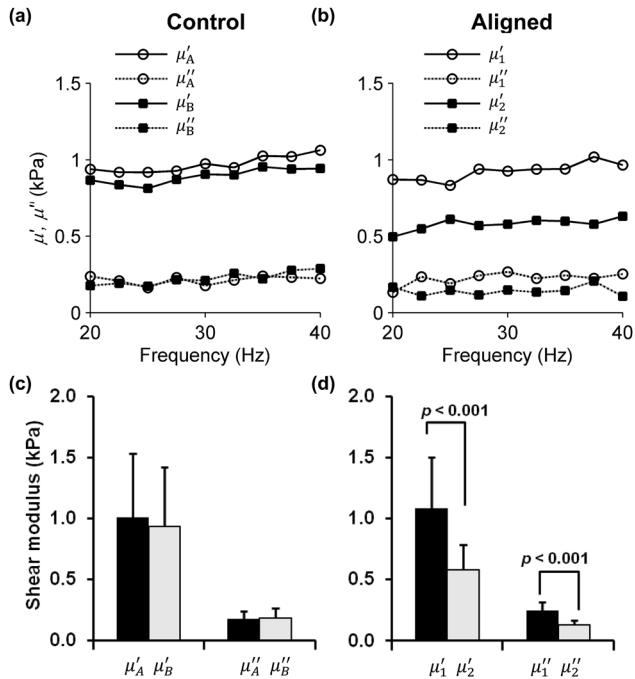 (a) Control
μ′A
μ″A
μ′B
μ″B
1.5
1
0.5
0
μ′, μ″ (kPa)
20 30 40
Frequency (Hz)
(b) Aligned
μ′1
μ″1
μ′2
μ″2
1.5
1
0.5
0
20 30 40
Frequency (Hz)
(c)
2.0
1.5
1.0
0.5
0.0
Shear modulus (kPa)
μ′A μ′B μ″A μ″B
(d)
2.0
1.5
1.0
0.5
0.0
p < 0.001
p < 0.001
μ′1 μ′2 μ″1 μ″2